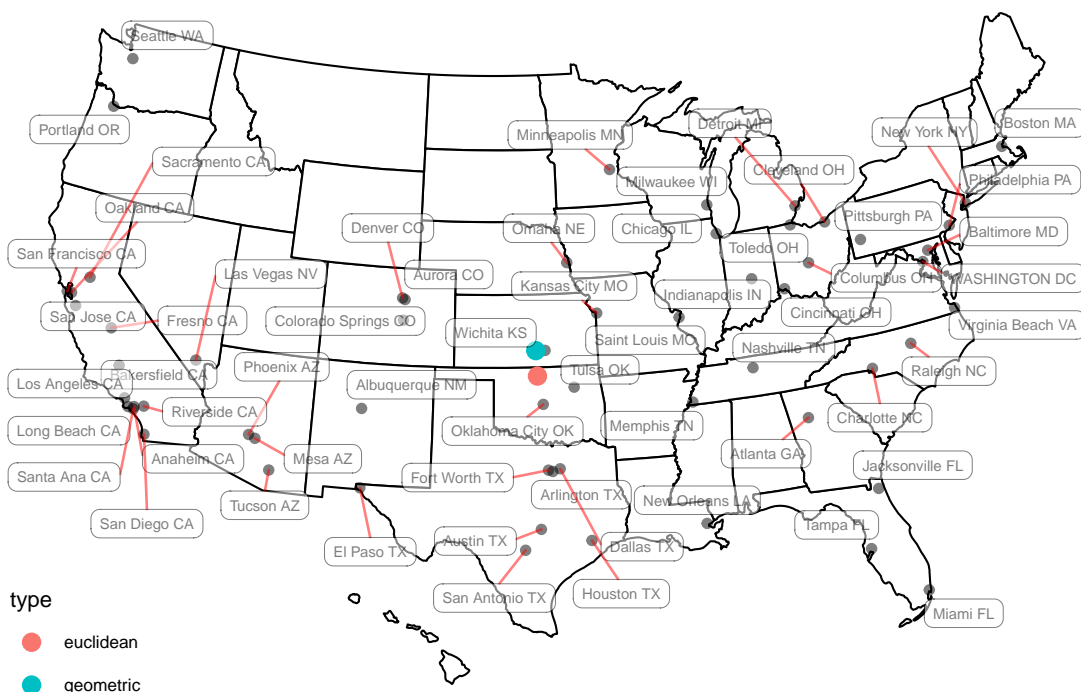 Seattle WA
Portland OR
Minneapolis MN
Detroit MI
New York NY
Boston MA
Sacramento CA
Cleveland OH
Milwaukee WI
Philadelphia PA
Oakland CA
Denver CO
Omaha NE
Chicago IL
Pittsburgh PA
Baltimore MD
San Francisco CA
Las Vegas NV
Aurora CO
Toledo OH
Kansas City MO
Indianapolis IN
Columbus OH
WASHINGTON DC
San Jose CA
Fresno CA
Colorado Springs CO
Wichita KS
Saint Louis MO
Cincinnati OH
Virginia Beach VA
Nashville TN
Phoenix AZ
Bakersfield CA
Tulsa OK
Raleigh NC
Los Angeles CA
Albuquerque NM
Riverside CA
Charlotte NC
Long Beach CA
Oklahoma City OK
Memphis TN
Atlanta GA
Anaheim CA
Mesa AZ
Santa Ana CA
Fort Worth TX
Jacksonville FL
Arlington TX
Tucson AZ
New Orleans LA
San Diego CA
Tampa FL
El Paso TX
Austin TX
Dallas TX
San Antonio TX
Houston TX
Miami FL
type
euclidean
geometric